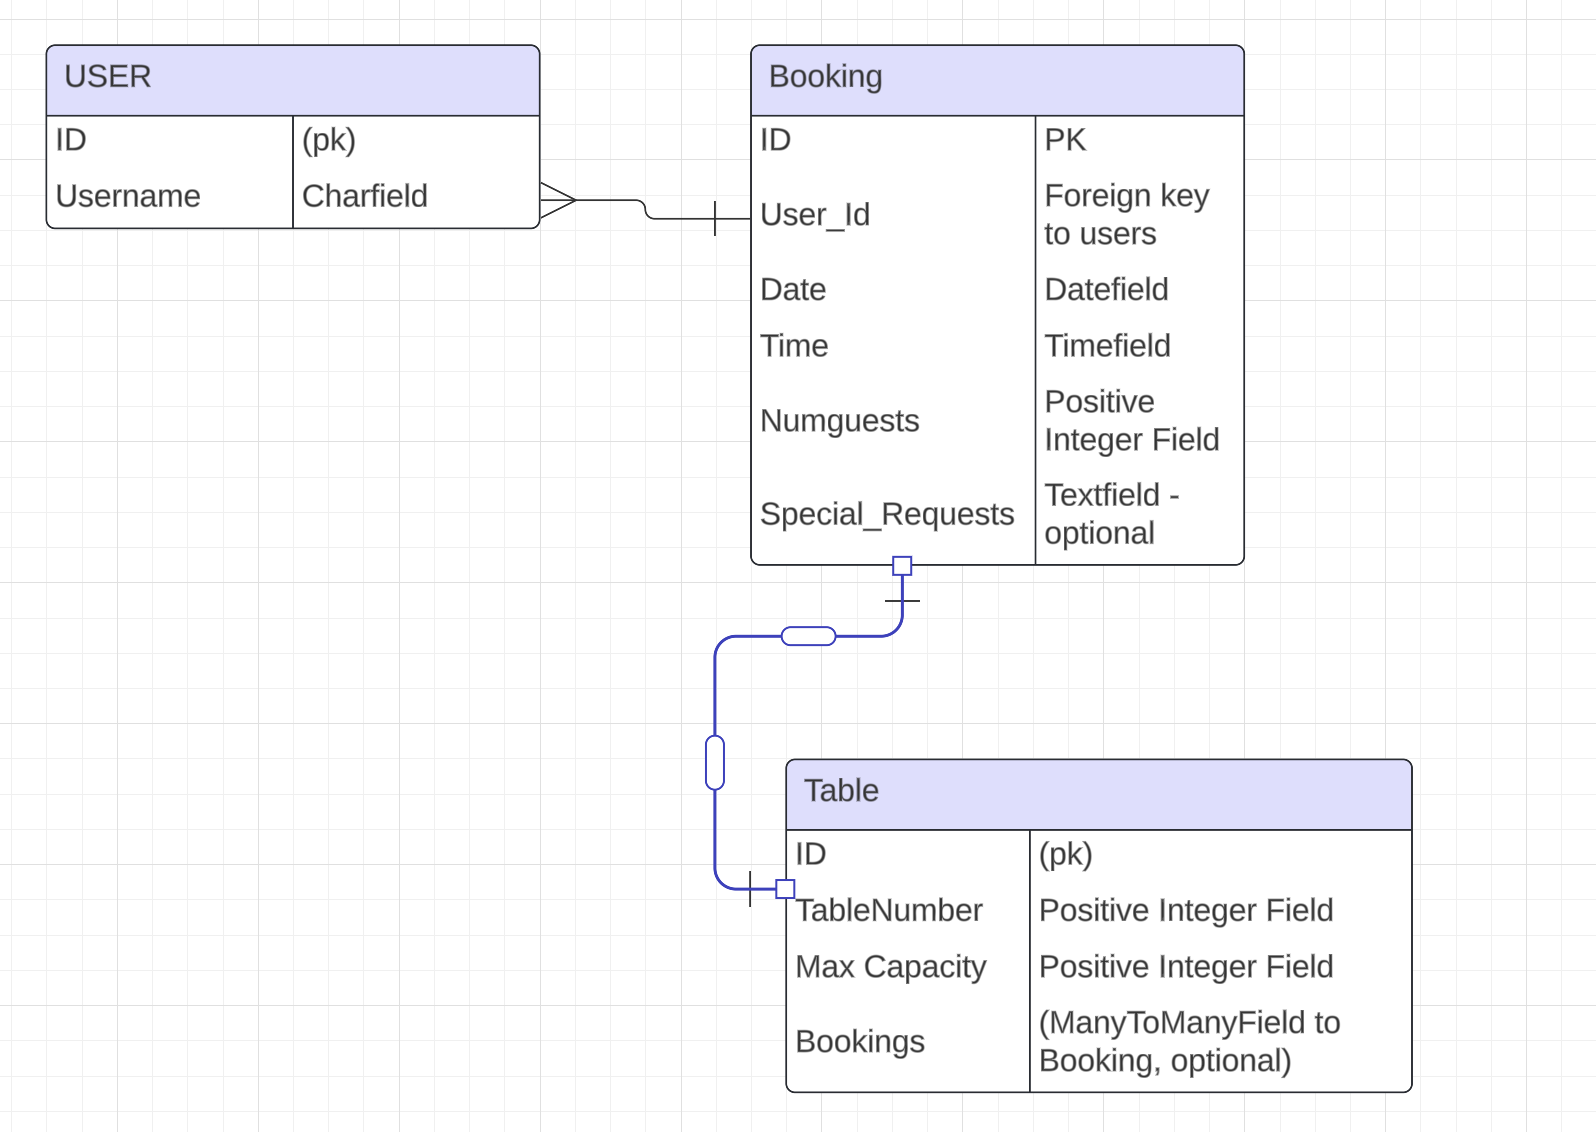 USER
ID (pk)
Username Charfield
Booking
ID PK
User_Id Foreign key
to users
Date Datefield
Time Timefield
Numguests Positive
Integer Field
Special_Requests Textfield -
optional
Table
ID (pk)
TableNumber Positive Integer Field
Max Capacity Positive Integer Field
Bookings (ManyToManyField to
Booking, optional)